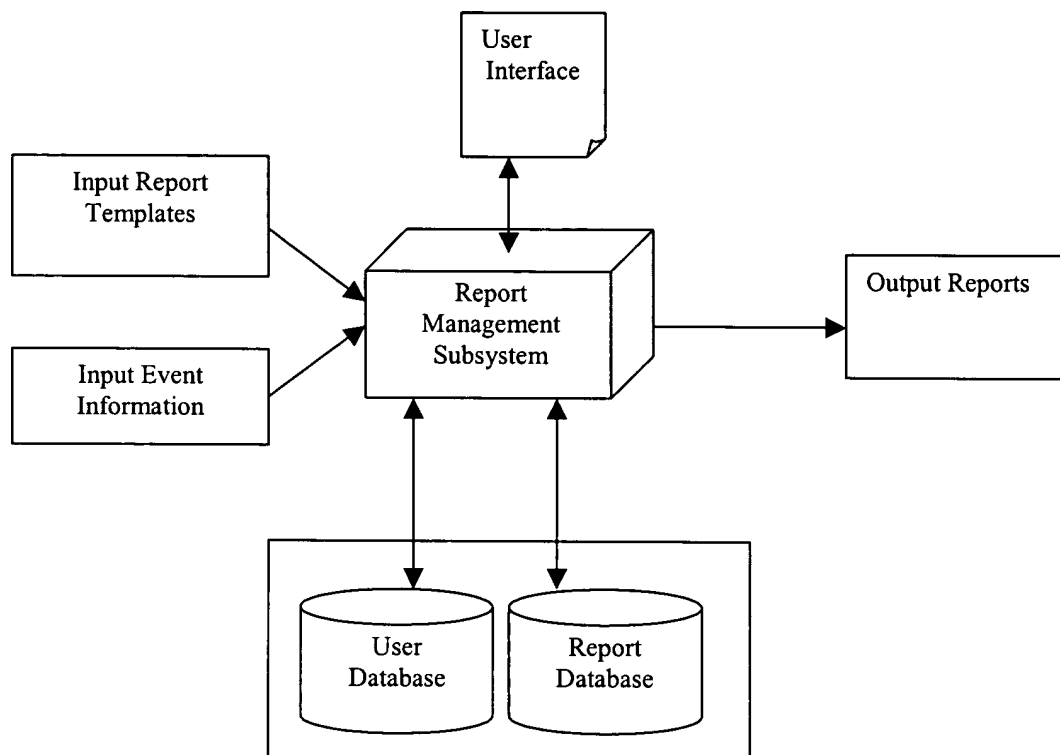 User
Interface
Input Report
Templates
Report
Management
Subsystem
Output Reports
Input Event
Information
User
Database
Report
Database